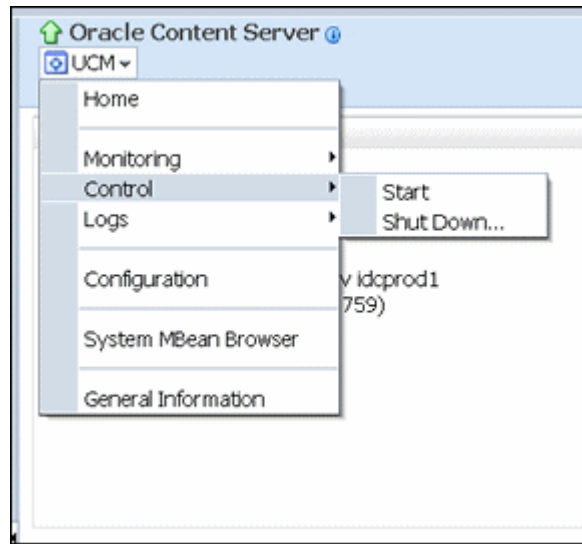 Oracle Content Server
UCM
Home
Monitoring
Control
Start
Logs
Shut Down...
Configuration
v idcprod1
759)
System MBean Browser
General Information